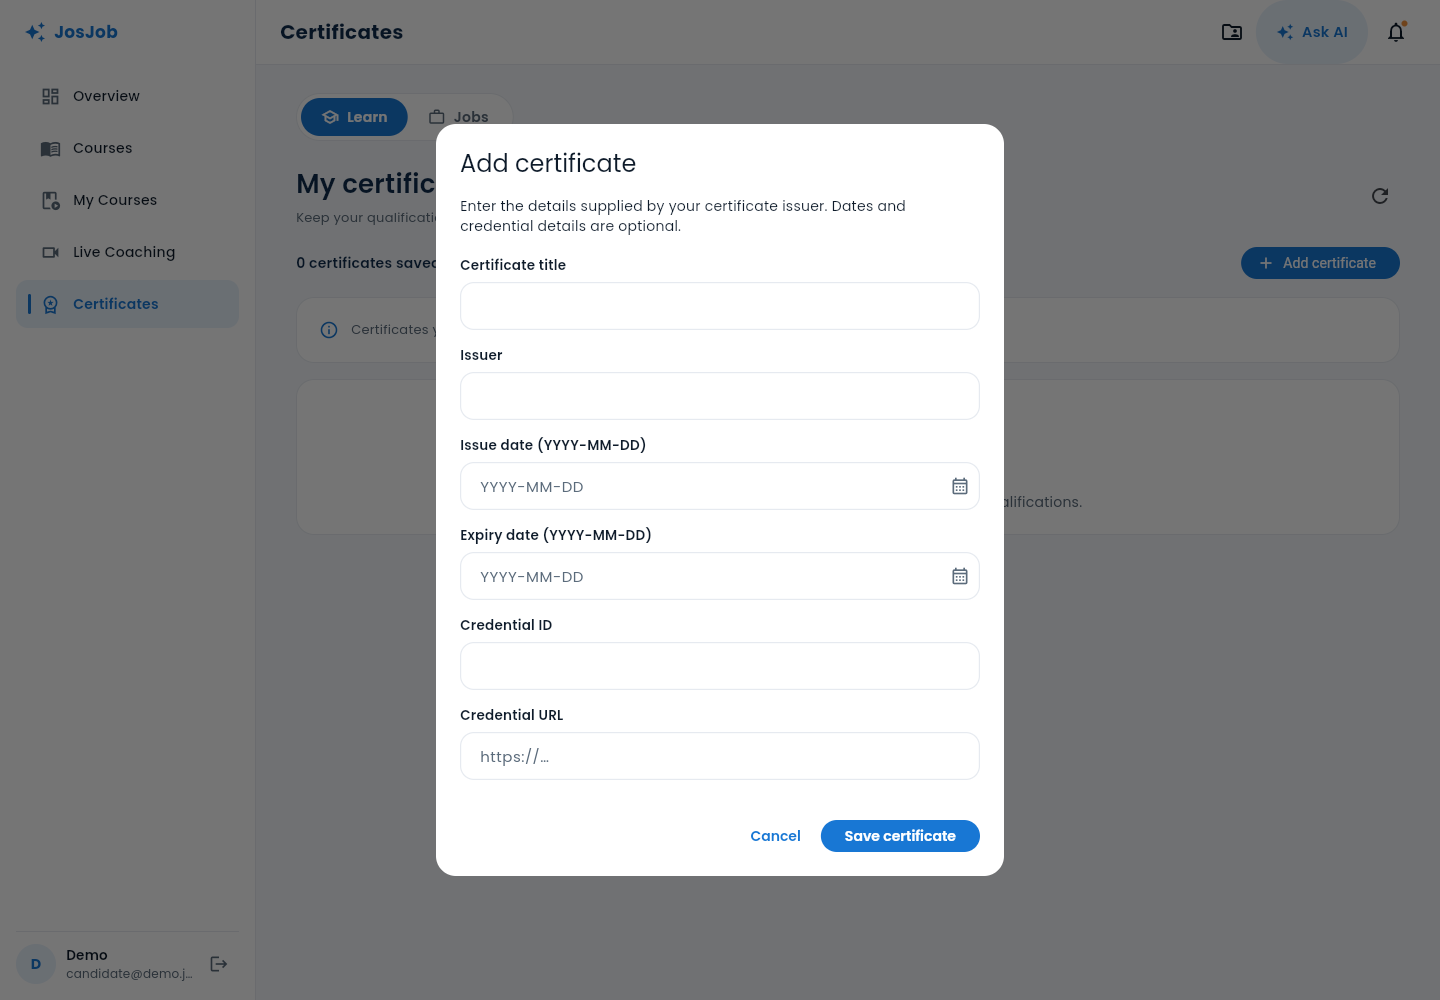 JosJob
Certificates
Ask AI
Overview
Courses
My Courses
Live Coaching
Certificates
Learn
Jobs
My certific
Keep your
0 certificates saved
Add certificate
Certificates
Add certificate
Enter the details supplied by your certificate issuer. Dates and
credential details are optional.
Certificate title
Issuer
Issue date (YYYY-MM-DD)
YYYY-MM-DD
Expiry date (YYYY-MM-DD)
YYYY-MM-DD
Credential ID
Credential URL
https://…
Cancel
Save certificate
D
Demo
candidate@demo.j…